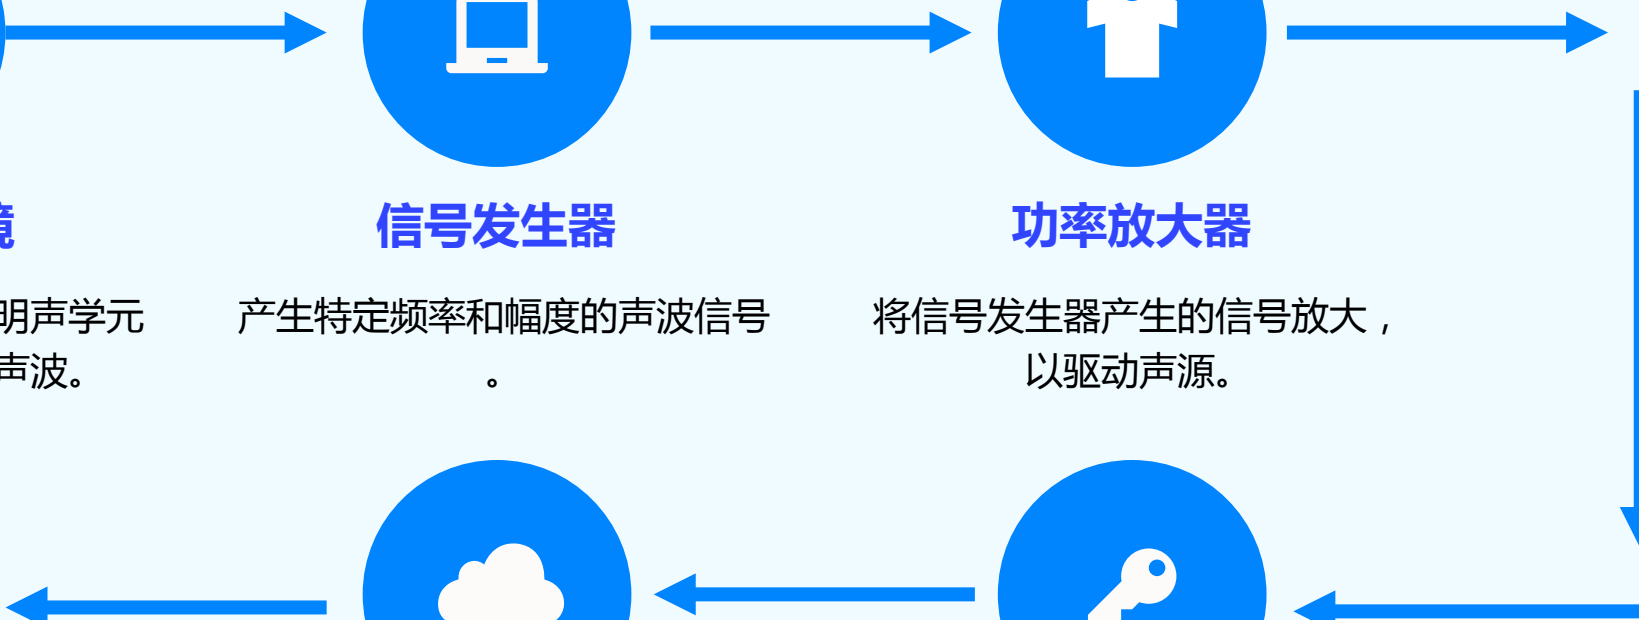 境
信号发生器
功率放大器
明声学元
声波。
产生特定频率和幅度的声波信号
。
将信号发生器产生的信号放大，
以驱动声源。